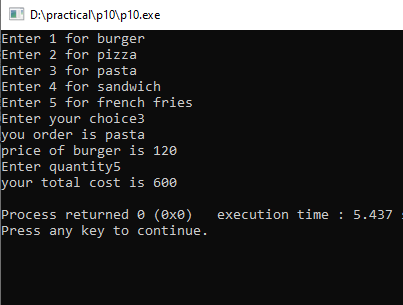 D:\practical\p10\p10.exe
Enter 1 for burger
Enter 2 for pizza
Enter 3 for pasta
Enter 4 for sandwich
Enter 5 for french fries
Enter your choice3
you order is pasta
price of burger is 120
Enter quantity5
your total cost is 600
Process returned 0 (0x0)   execution time : 5.437
Press any key to continue.